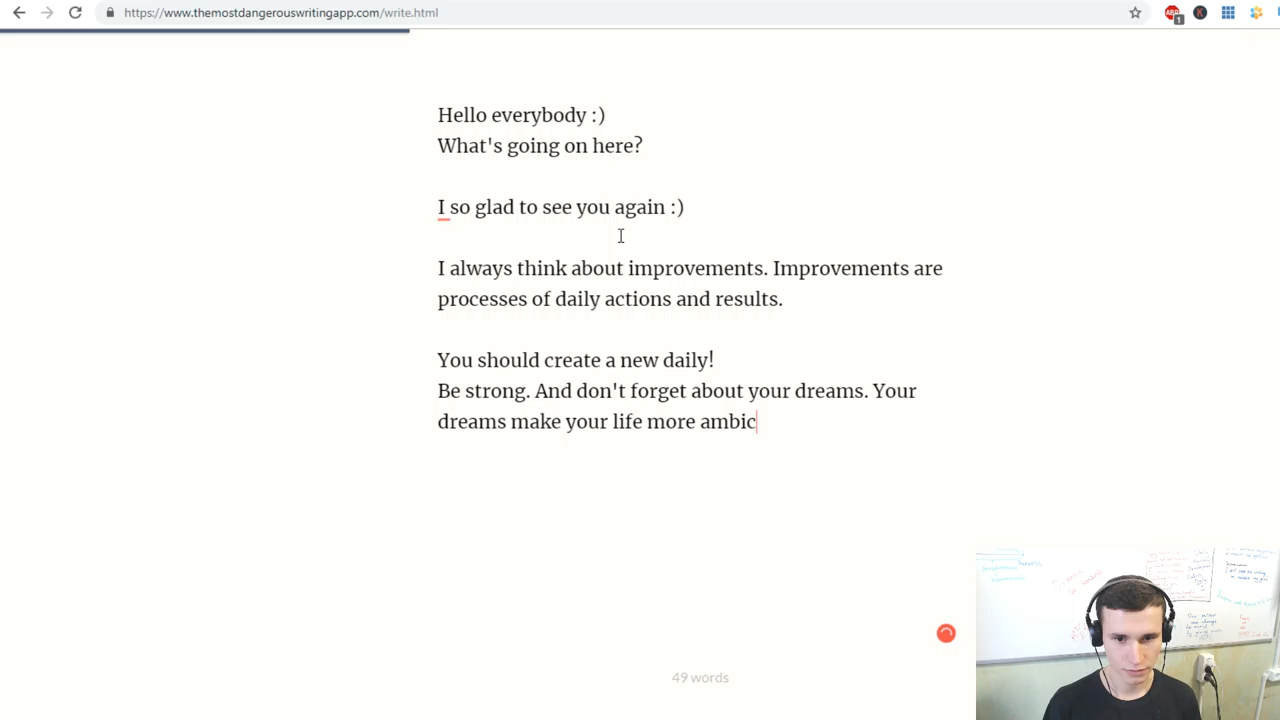 https://www.themostdangerouswritingapp.com/write.html
ABP
1
K
Hello everybody :)
What's going on here?
I so glad to see you again :)
I always think about improvements. Improvements are
processes of daily actions and results.
You should create a new daily!
Be strong. And don't forget about your dreams. Your
dreams make your life more ambic
49 words